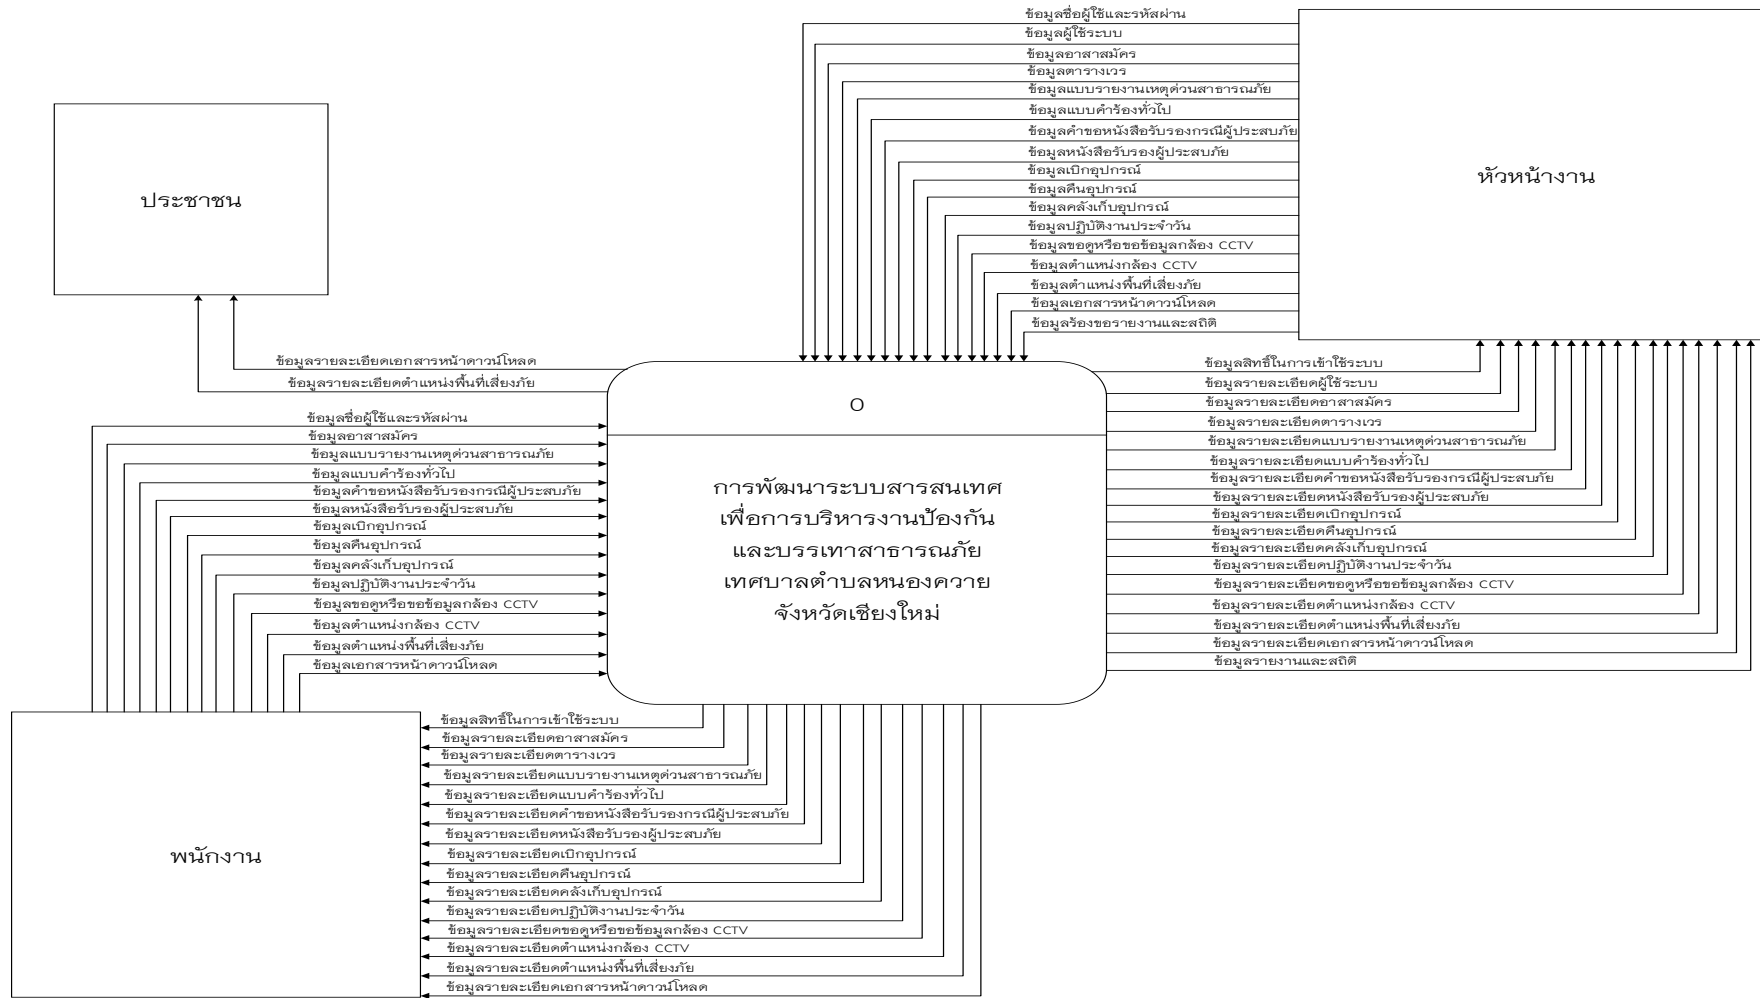 ข้อมูลชื่อผู้ใช้และรหัสผ่าน
ข้อมูลผู้ใช้ระบบ
ข้อมูลอาสาสมัคร
ข้อมูลตารางเวร
ข้อมูลแบบรายงานเหตุด่วนสาธารณภัย
ข้อมูลแบบคำร้องทั่วไป
ข้อมูลคำขอหนังสือรับรองกรณีผู้ประสบภัย
ข้อมูลหนังสือรับรองผู้ประสบภัย
ข้อมูลเบิกอุปกรณ์
ข้อมูลคืนอุปกรณ์
ข้อมูลคลังเก็บอุปกรณ์
ข้อมูลปฏิบัติงานประจำวัน
ข้อมูลขอดูหรือขอข้อมูลกล้อง CCTV
ข้อมูลตำแหน่งกล้อง CCTV
ข้อมูลตำแหน่งพื้นที่เสี่ยงภัย
ข้อมูลเอกสารหน้าดาวน์โหลด
ข้อมูลร้องขอรายงานและสถิติ
หัวหน้างาน
ประชาชน
ข้อมูลรายละเอียดเอกสารหน้าดาวน์โหลด
ข้อมูลรายละเอียดตำแหน่งพื้นที่เสี่ยงภัย
ข้อมูลชื่อผู้ใช้และรหัสผ่าน
ข้อมูลอาสาสมัคร
ข้อมูลแบบรายงานเหตุด่วนสาธารณภัย
ข้อมูลแบบคำร้องทั่วไป
ข้อมูลคำขอหนังสือรับรองกรณีผู้ประสบภัย
ข้อมูลหนังสือรับรองผู้ประสบภัย
ข้อมูลเบิกอุปกรณ์
ข้อมูลคืนอุปกรณ์
ข้อมูลคลังเก็บอุปกรณ์
ข้อมูลปฏิบัติงานประจำวัน
ข้อมูลขอดูหรือขอข้อมูลกล้อง CCTV
ข้อมูลตำแหน่งกล้อง CCTV
ข้อมูลตำแหน่งพื้นที่เสี่ยงภัย
ข้อมูลเอกสารหน้าดาวน์โหลด
0
การพัฒนาระบบสารสนเทศ
เพื่อการบริหารงานป้องกัน
และบรรเทาสาธารณภัย
เทศบาลตำบลหนองควาย
จังหวัดเชียงใหม่
ข้อมูลสิทธิ์ในการเข้าใช้ระบบ
ข้อมูลรายละเอียดผู้ใช้ระบบ
ข้อมูลรายละเอียดอาสาสมัคร
ข้อมูลรายละเอียดตารางเวร
ข้อมูลรายละเอียดแบบรายงานเหตุด่วนสาธารณภัย
ข้อมูลรายละเอียดแบบคำร้องทั่วไป
ข้อมูลรายละเอียดคำขอหนังสือรับรองกรณีผู้ประสบภัย
ข้อมูลรายละเอียดหนังสือรับรองผู้ประสบภัย
ข้อมูลรายละเอียดเบิกอุปกรณ์
ข้อมูลรายละเอียดคืนอุปกรณ์
ข้อมูลรายละเอียดคลังเก็บอุปกรณ์
ข้อมูลรายละเอียดปฏิบัติงานประจำวัน
ข้อมูลรายละเอียดขอดูหรือขอข้อมูลกล้อง CCTV
ข้อมูลรายละเอียดตำแหน่งกล้อง CCTV
ข้อมูลรายละเอียดตำแหน่งพื้นที่เสี่ยงภัย
ข้อมูลรายละเอียดเอกสารหน้าดาวน์โหลด
ข้อมูลรายงานและสถิติ
พนักงาน
ข้อมูลสิทธิ์ในการเข้าใช้ระบบ
ข้อมูลรายละเอียดอาสาสมัคร
ข้อมูลรายละเอียดตารางเวร
ข้อมูลรายละเอียดแบบรายงานเหตุด่วนสาธารณภัย
ข้อมูลรายละเอียดแบบคำร้องทั่วไป
ข้อมูลรายละเอียดคำขอหนังสือรับรองกรณีผู้ประสบภัย
ข้อมูลรายละเอียดหนังสือรับรองผู้ประสบภัย
ข้อมูลรายละเอียดเบิกอุปกรณ์
ข้อมูลรายละเอียดคืนอุปกรณ์
ข้อมูลรายละเอียดคลังเก็บอุปกรณ์
ข้อมูลรายละเอียดปฏิบัติงานประจำวัน
ข้อมูลรายละเอียดขอดูหรือขอข้อมูลกล้อง CCTV
ข้อมูลรายละเอียดตำแหน่งกล้อง CCTV
ข้อมูลรายละเอียดตำแหน่งพื้นที่เสี่ยงภัย
ข้อมูลรายละเอียดเอกสารหน้าดาวน์โหลด